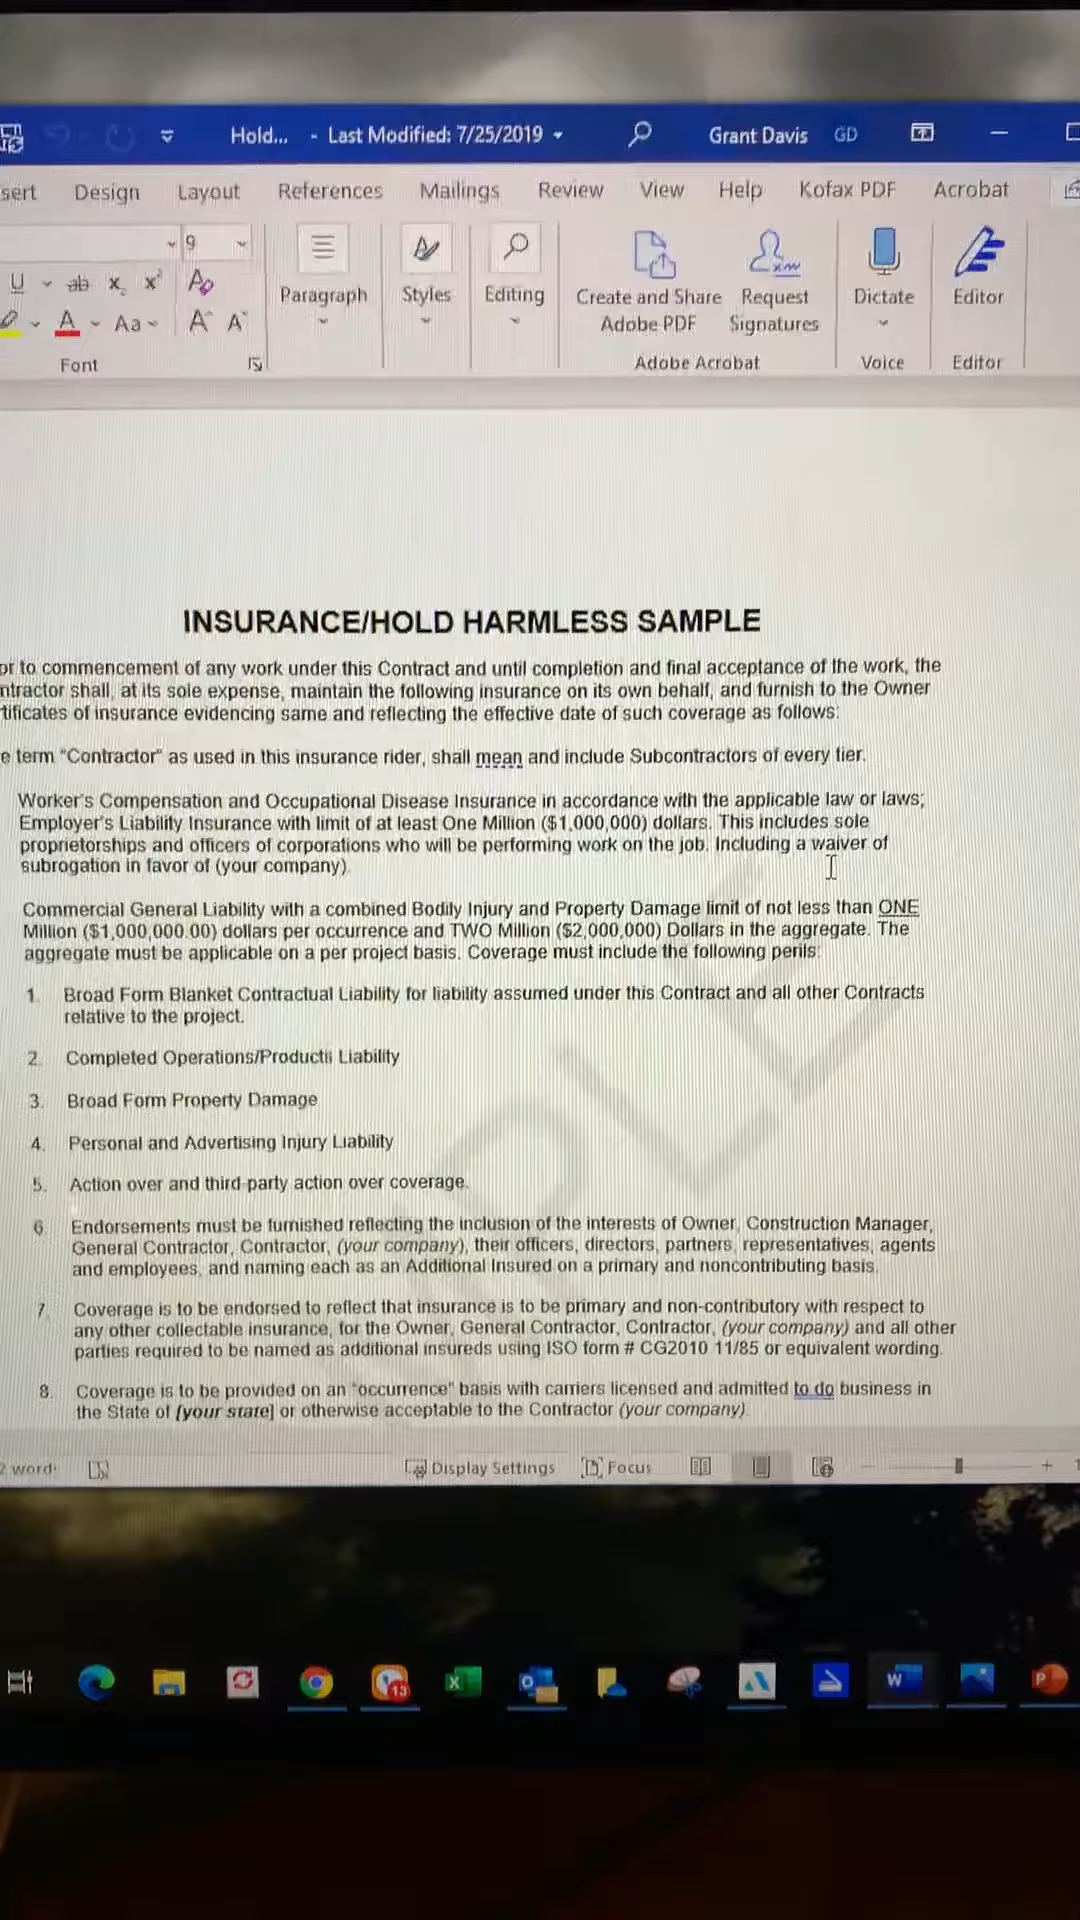 Hold... - Last Modified: 7/25/2019
Grant Davis GD
sert Design Layout References Mailings Review View Help Kofax PDF Acrobat
9
U ab x x²
A Aa A A
Paragraph
Styles
Editing
Create and Share
Adobe PDF
Request
Signatures
Dictate
Editor
Font
Adobe Acrobat
Voice
Editor
INSURANCE/HOLD HARMLESS SAMPLE
or to commencement of any work under this Contract and until completion and final acceptance of the work, the
ntractor shall, at its sole expense, maintain the following insurance on its own behalf, and furnish to the Owner
tificates of insurance evidencing same and reflecting the effective date of such coverage as follows:
e term "Contractor" as used in this insurance rider, shall mean and include Subcontractors of every tier.
Worker's Compensation and Occupational Disease Insurance in accordance with the applicable law or laws;
Employer's Liability Insurance with limit of at least One Million ($1,000,000) dollars. This includes sole
proprietorships and officers of corporations who will be performing work on the job. Including a waiver of
subrogation in favor of (your company).
Commercial General Liability with a combined Bodily Injury and Property Damage limit of not less than ONE
Million ($1,000,000.00) dollars per occurrence and TWO Million ($2,000,000) Dollars in the aggregate. The
aggregate must be applicable on a per project basis. Coverage must include the following perils:
1. Broad Form Blanket Contractual Liability for liability assumed under this Contract and all other Contracts
relative to the project.
2. Completed Operations/Products Liability
3. Broad Form Property Damage
4. Personal and Advertising Injury Liability
5. Action over and third-party action over coverage.
6. Endorsements must be furnished reflecting the inclusion of the interests of Owner, Construction Manager,
General Contractor, Contractor, (your company), their officers, directors, partners, representatives, agents
and employees, and naming each as an Additional Insured on a primary and noncontributing basis.
7. Coverage is to be endorsed to reflect that insurance is to be primary and non-contributory with respect to
any other collectable insurance, for the Owner, General Contractor, Contractor, (your company) and all other
parties required to be named as additional insureds using ISO form # CG2010 11/85 or equivalent wording.
8. Coverage is to be provided on an "occurrence" basis with carriers licensed and admitted to do business in
the State of [your state] or otherwise acceptable to the Contractor (your company).
2 word Display Settings Focus
13